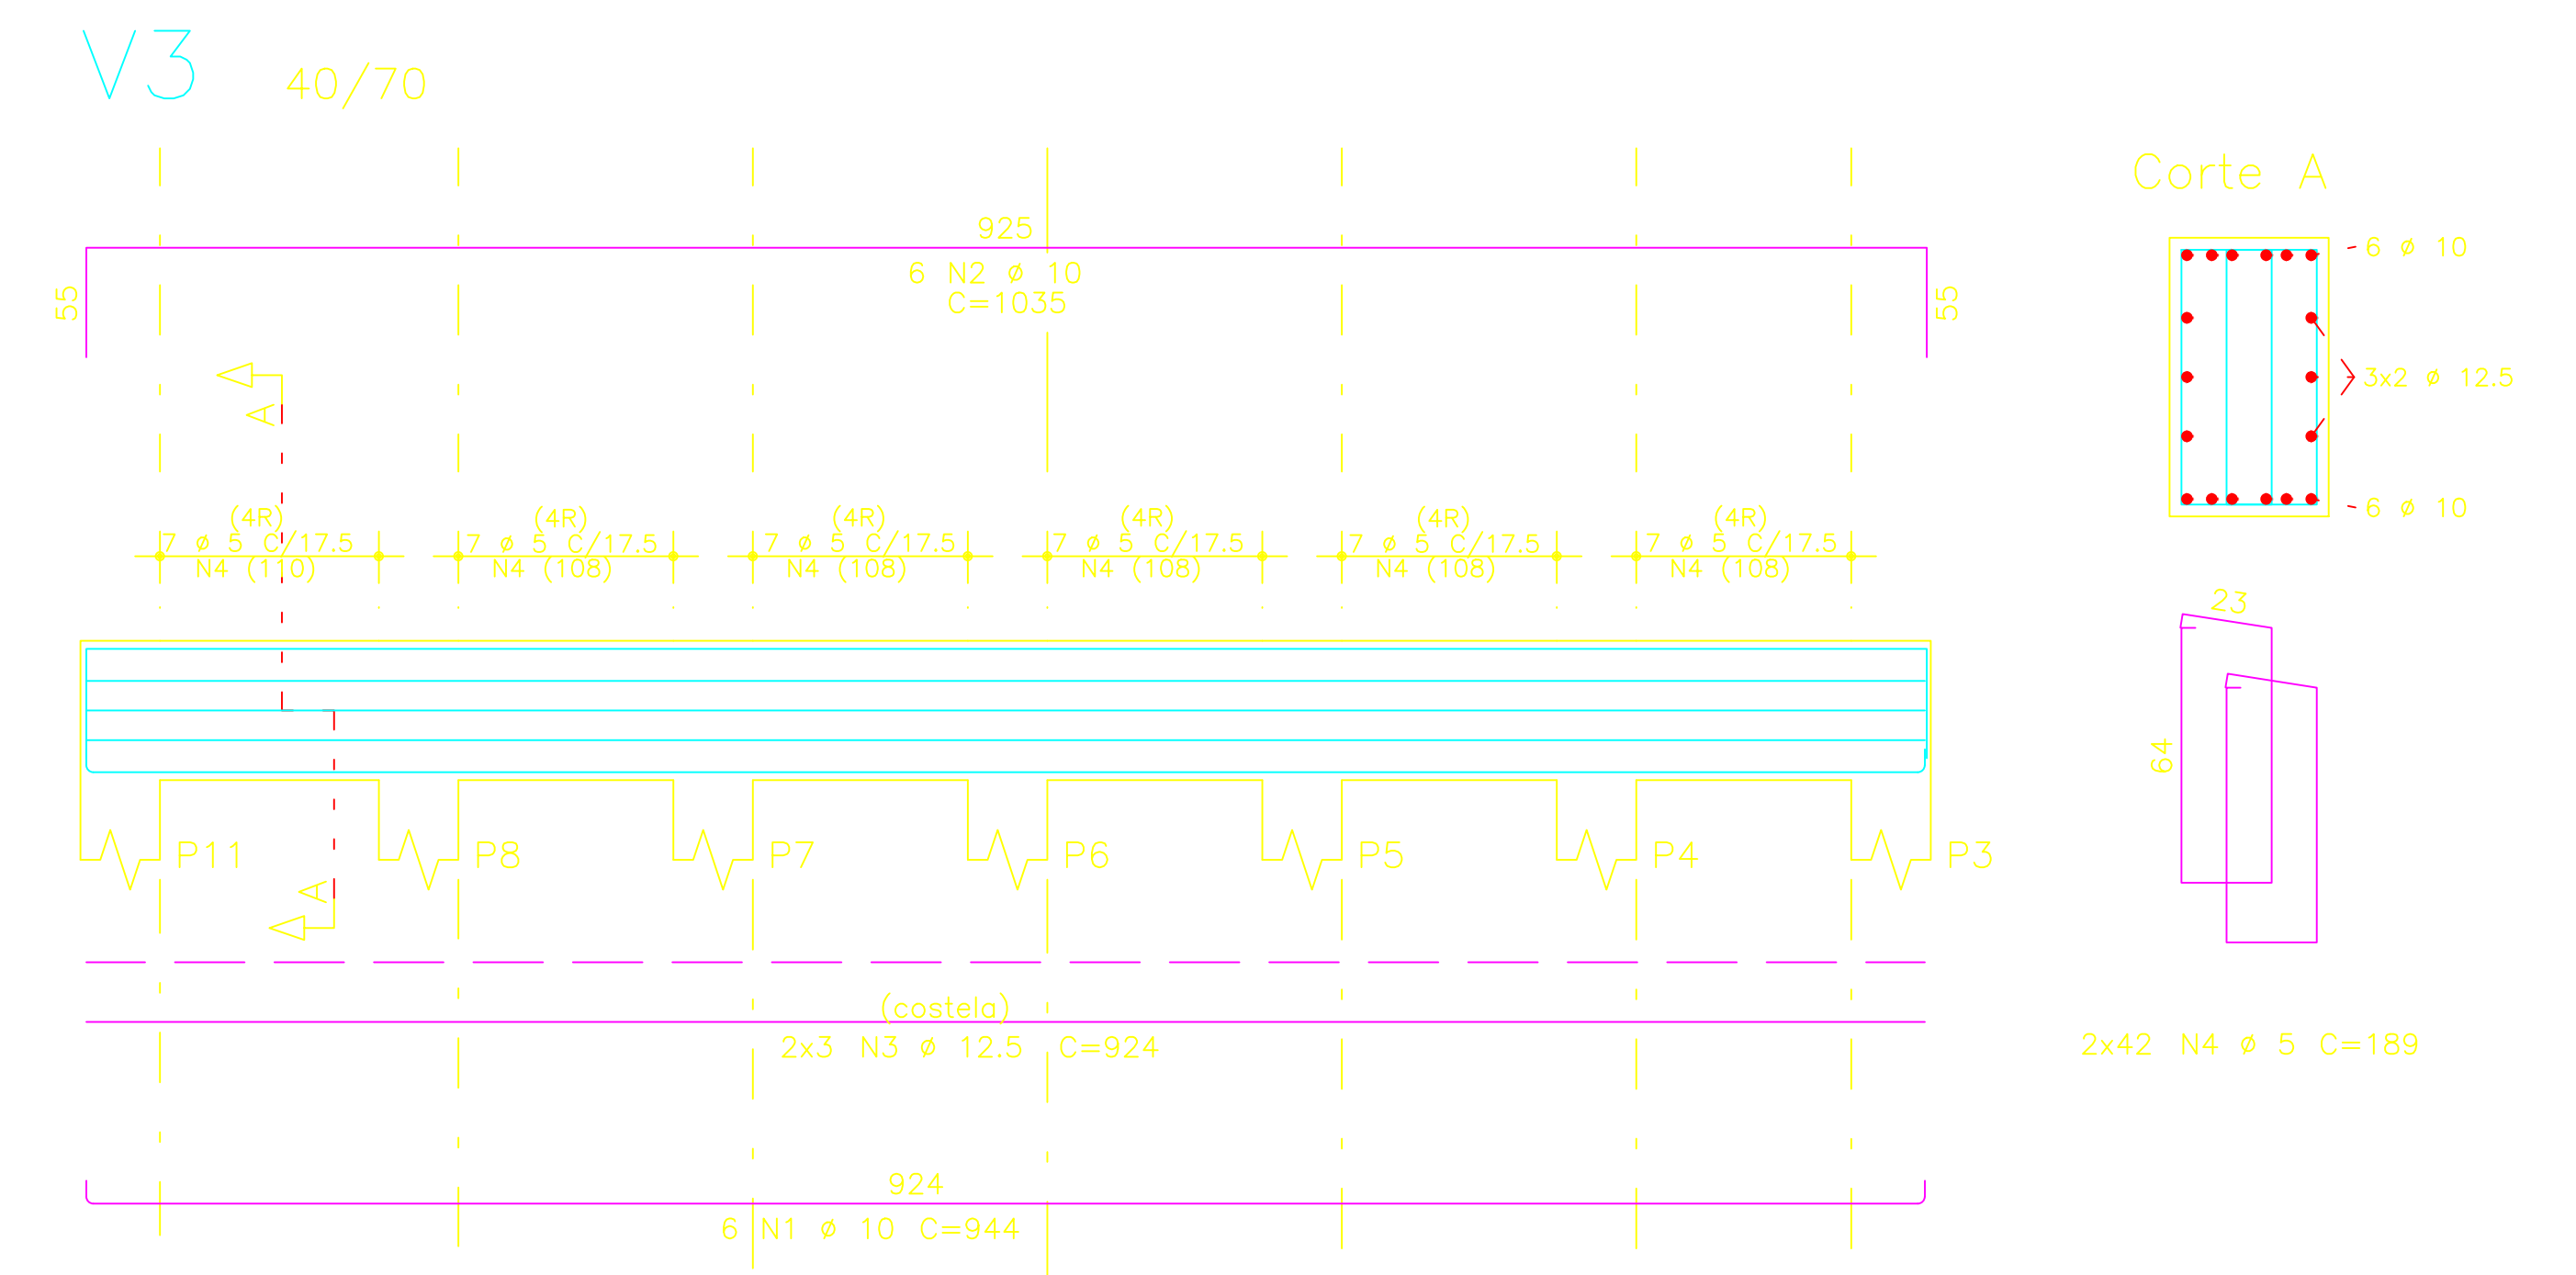 V3 40/70
Corte A
925
6 N2 ø 10
C=1035
55
55
6 ø 10
3x2 ø 12.5
6 ø 10
A
(4R) (4R) (4R) (4R) (4R) (4R)
7 ø 5 C/17.5 7 ø 5 C/17.5 7 ø 5 C/17.5 7 ø 5 C/17.5 7 ø 5 C/17.5 7 ø 5 C/17.5
N4 (110) N4 (108) N4 (108) N4 (108) N4 (108) N4 (108)
23
64
P11 P8 P7 P6 P5 P4 P3
A
(costela)
2x3 N3 ø 12.5 C=924
2x42 N4 ø 5 C=189
924
6 N1 ø 10 C=944